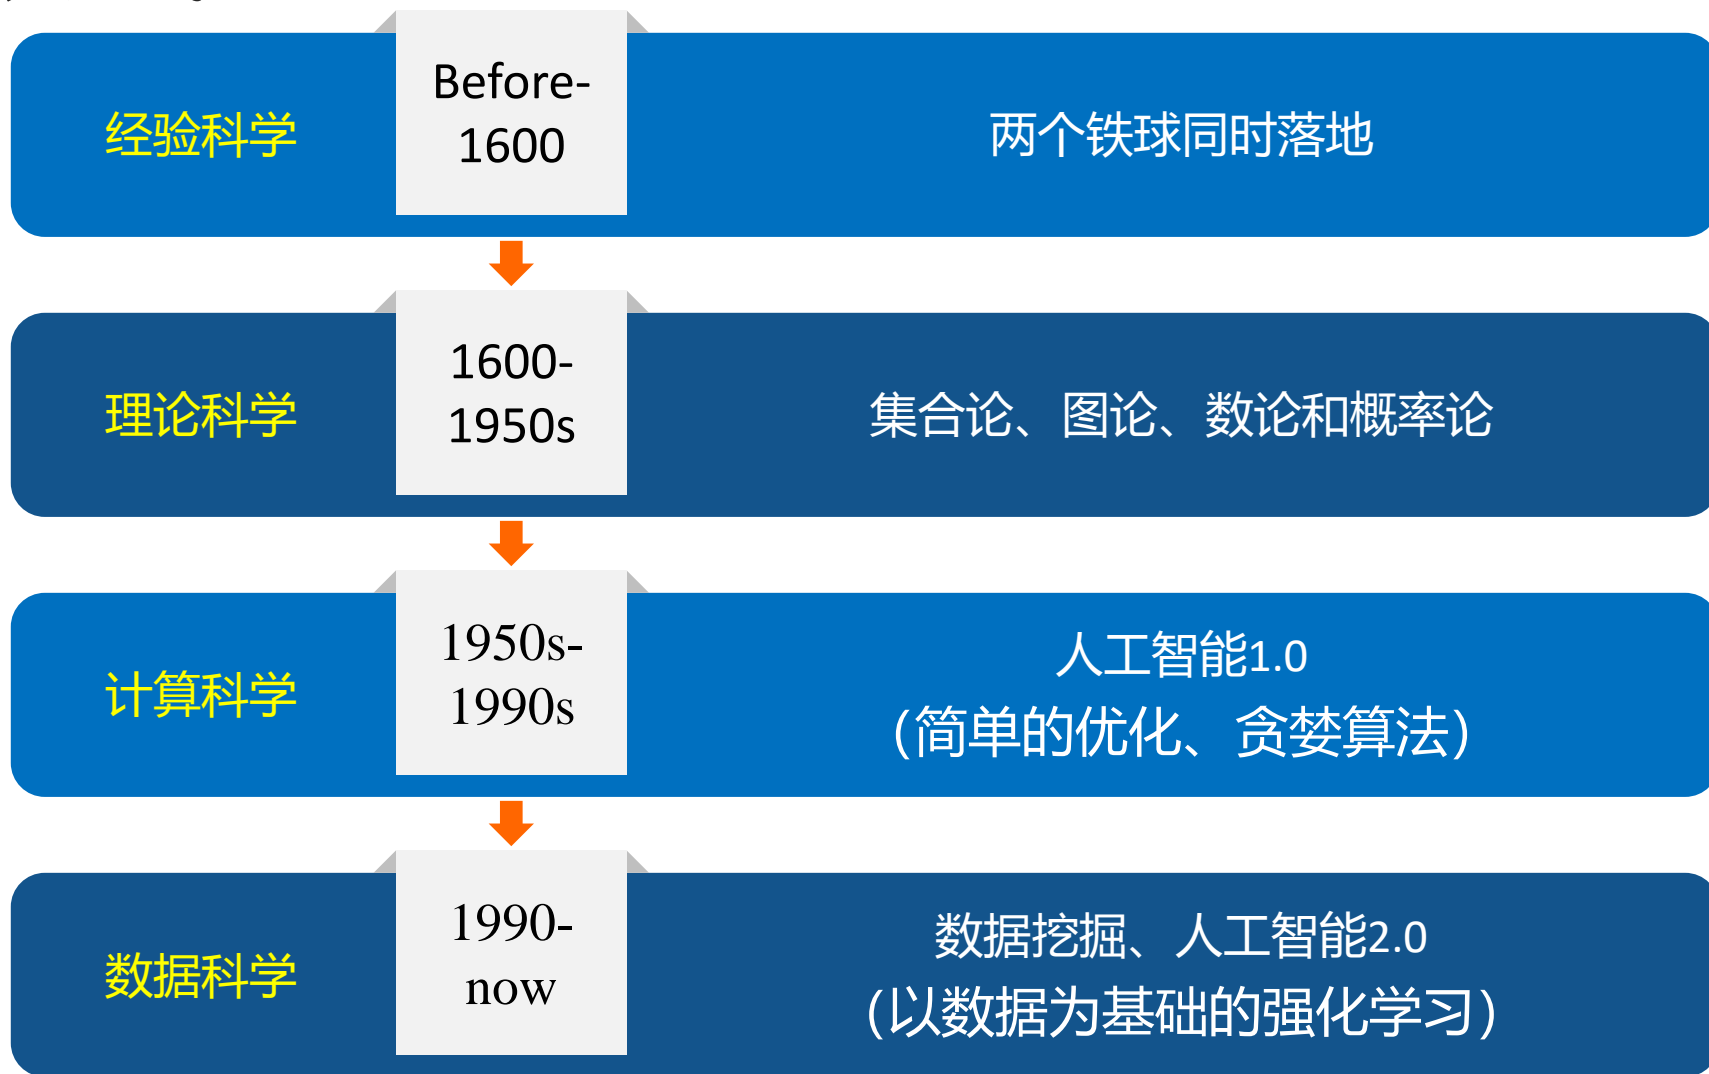 经验科学
Before-
1600
两个铁球同时落地
理论科学
1600-
1950s
集合论、图论、数论和概率论
计算科学
1950s-
1990s
人工智能1.0
（简单的优化、贪婪算法）
数据科学
1990-
now
数据挖掘、人工智能2.0
（以数据为基础的强化学习）